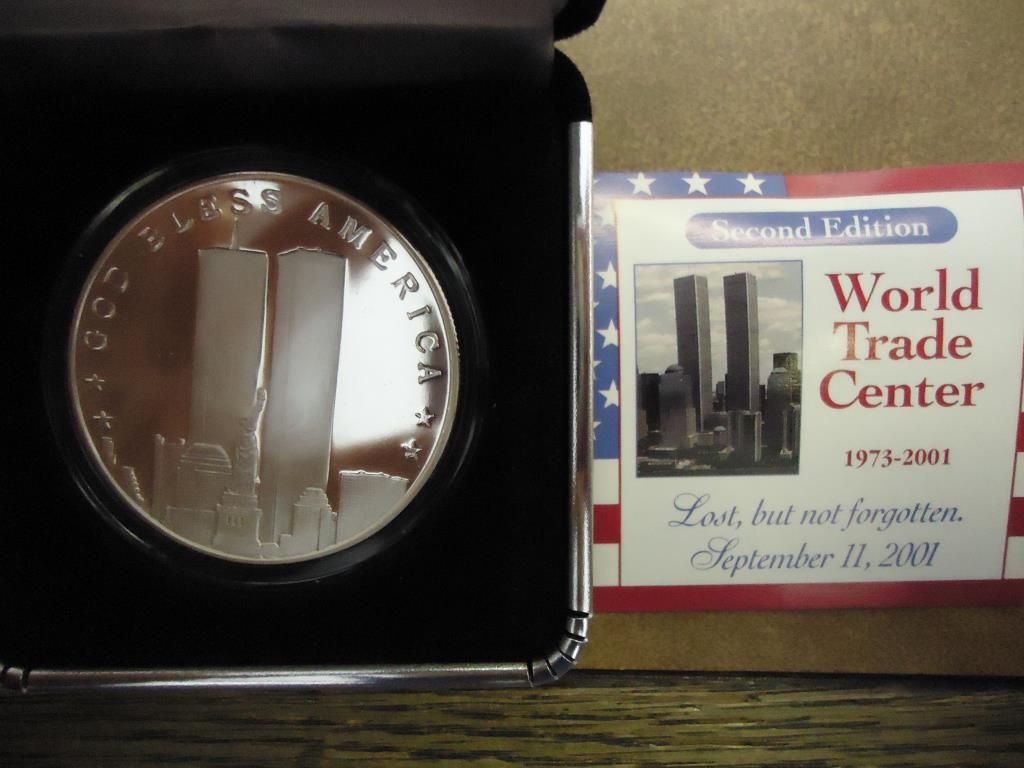 GOD BLESS AMERICA
Second Edition
World
Trade
Center
1973-2001
Lost, but not forgotten.
September 11, 2001